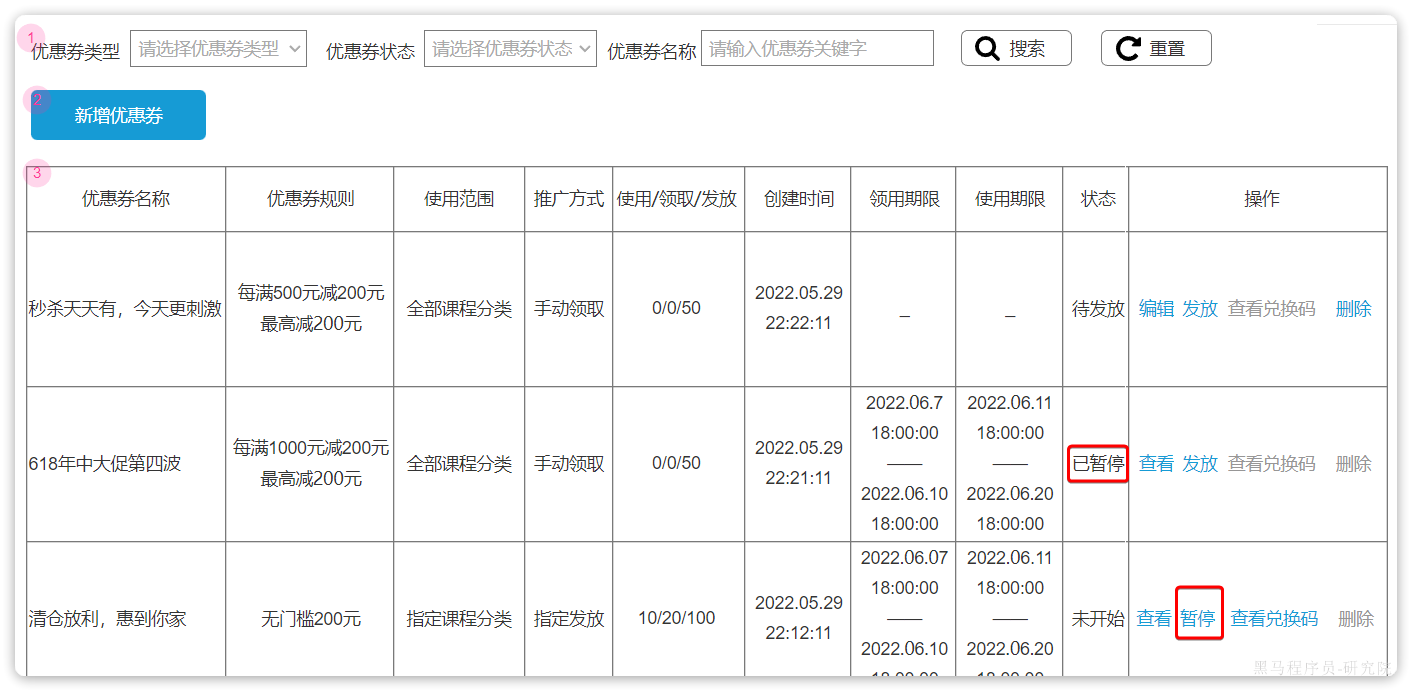 1
优惠券类型 请选择优惠券类型 优惠券状态 请选择优惠券状态 优惠券名称 请输入优惠券关键字 搜索 重置
2
新增优惠券
3
优惠券名称 优惠券规则 使用范围 推广方式 使用/领取/发放 创建时间 领用期限 使用期限 状态 操作
秒杀天天有，今天更刺激
每满500元减200元
最高减200元
全部课程分类
手动领取
0/0/50
2022.05.29
22:22:11
_
_
待发放
编辑 发放 查看兑换码 删除
618年中大促第四波
每满1000元减200元
最高减200元
全部课程分类
手动领取
0/0/50
2022.05.29
22:21:11
2022.06.7
18:00:00
——
2022.06.10
18:00:00
2022.06.11
18:00:00
——
2022.06.20
18:00:00
已暂停
查看 发放 查看兑换码 删除
清仓放利，惠到你家
无门槛200元
指定课程分类
指定发放
10/20/100
2022.05.29
22:12:11
2022.06.07
18:00:00
——
2022.06.10
18:00:00
2022.06.11
18:00:00
——
2022.06.20
18:00:00
未开始
查看 暂停 查看兑换码 删除
黑马程序员-研究院